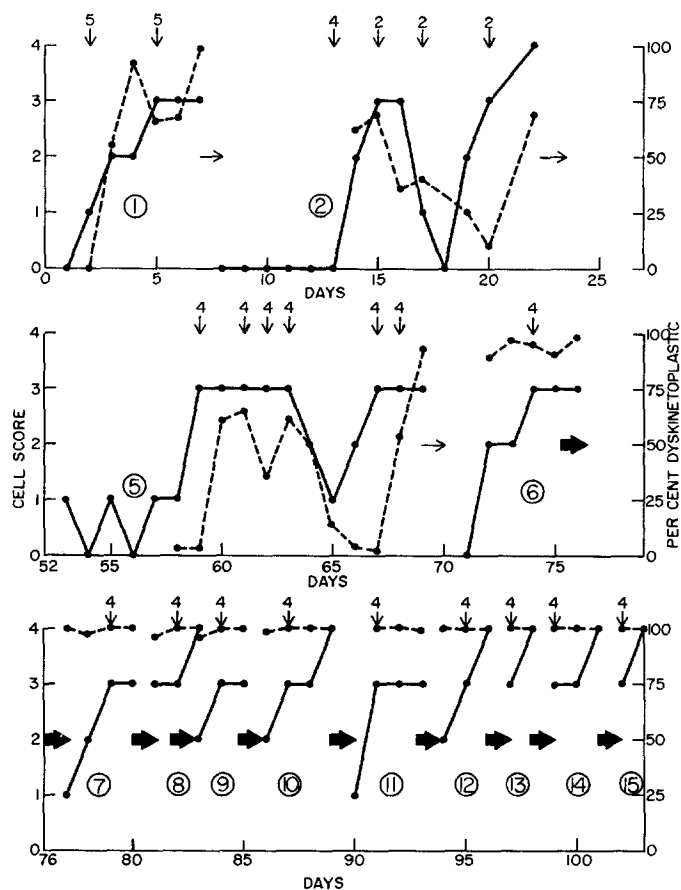 5 5 4 2 2 2
4 100
3 75
① ②
2 50
1 25
0 0
0 5 10 15 20 25
DAYS
4 4 4 4 4 4 4
4 100
3 75
2 50
⑤ ⑥
1 25
0 0
CELL SCORE
PER CENT DYSKINETOPLASTIC
52 55 60 65 70 75
DAYS
4 4 4 4 4 4 4 4 4
4 100
3 75
2 50
⑦ ⑧ ⑨ ⑩ ⑪ ⑫ ⑬ ⑭ ⑮
1 25
0 0
76 80 85 90 95 100
DAYS